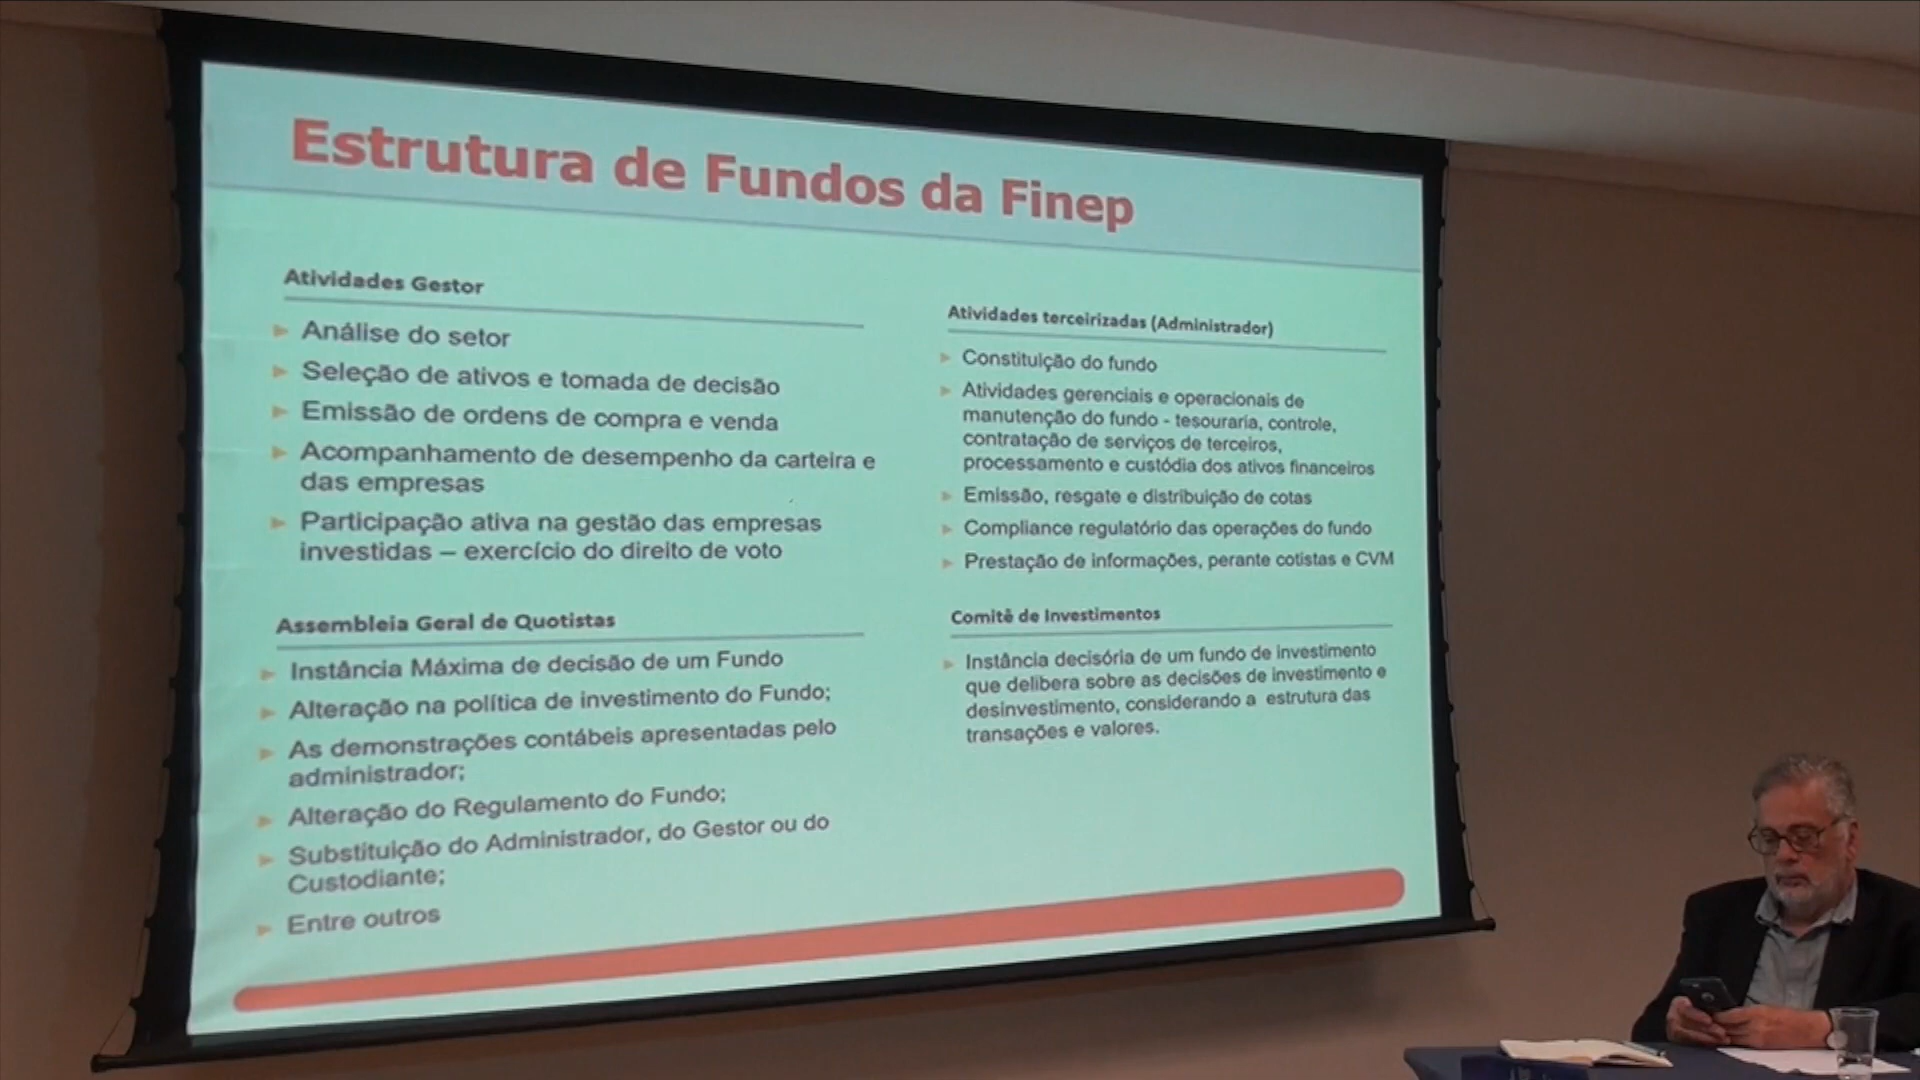 Estrutura de Fundos da Finep
Atividades Gestor
Análise do setor
Seleção de ativos e tomada de decisão
Emissão de ordens de compra e venda
Acompanhamento de desempenho da carteira e
das empresas
Participação ativa na gestão das empresas
investidas – exercício do direito de voto
Assembleia Geral de Quotistas
Instância Máxima de decisão de um Fundo
Alteração na política de investimento do Fundo;
As demonstrações contábeis apresentadas pelo
administrador;
Alteração do Regulamento do Fundo;
Substituição do Administrador, do Gestor ou do
Custodiante;
Entre outros
Atividades terceirizadas (Administrador)
Constituição do fundo
Atividades gerenciais e operacionais de
manutenção do fundo - tesouraria, controle,
contratação de serviços de terceiros,
processamento e custódia dos ativos financeiros
Emissão, resgate e distribuição de cotas
Compliance regulatório das operações do fundo
Prestação de informações, perante cotistas e CVM
Comitê de Investimentos
Instância decisória de um fundo de investimento
que delibera sobre as decisões de investimento e
desinvestimento, considerando a estrutura das
transações e valores.